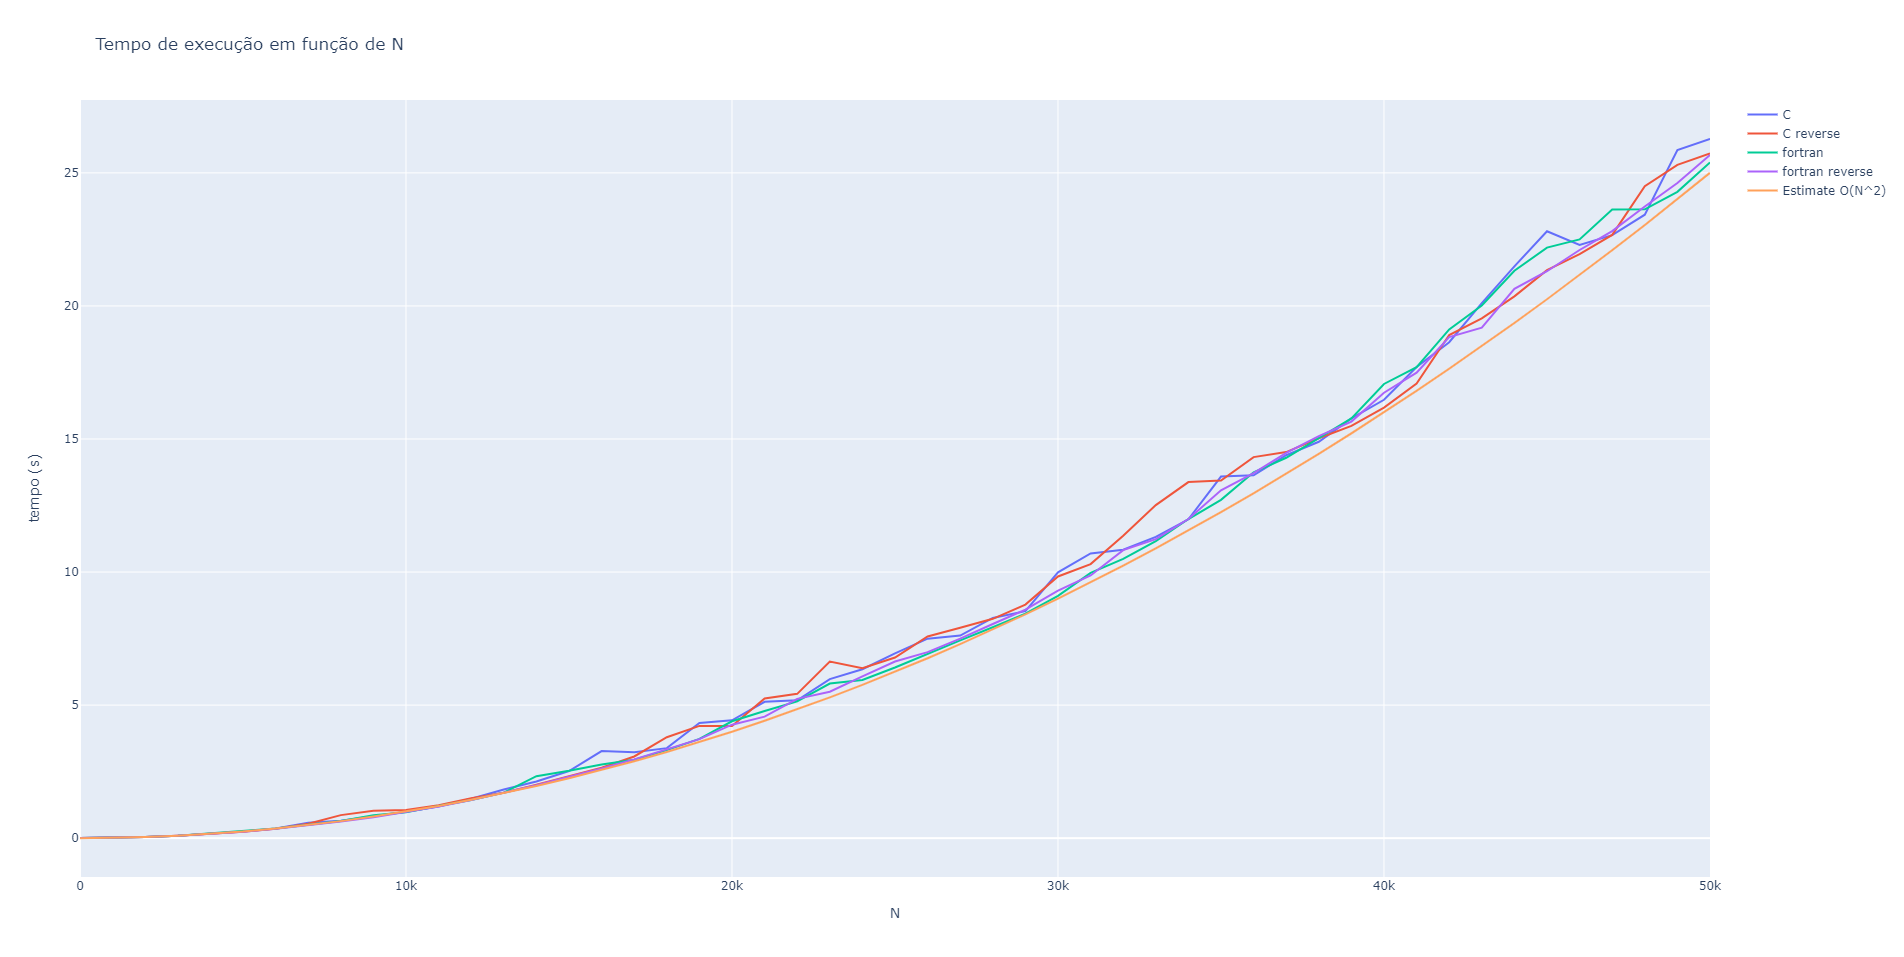 Tempo de execução em função de N
C
C reverse
fortran
fortran reverse
Estimate O(N^2)
25
20
15
10
5
0
tempo (s)
0 10k 20k 30k 40k 50k
N